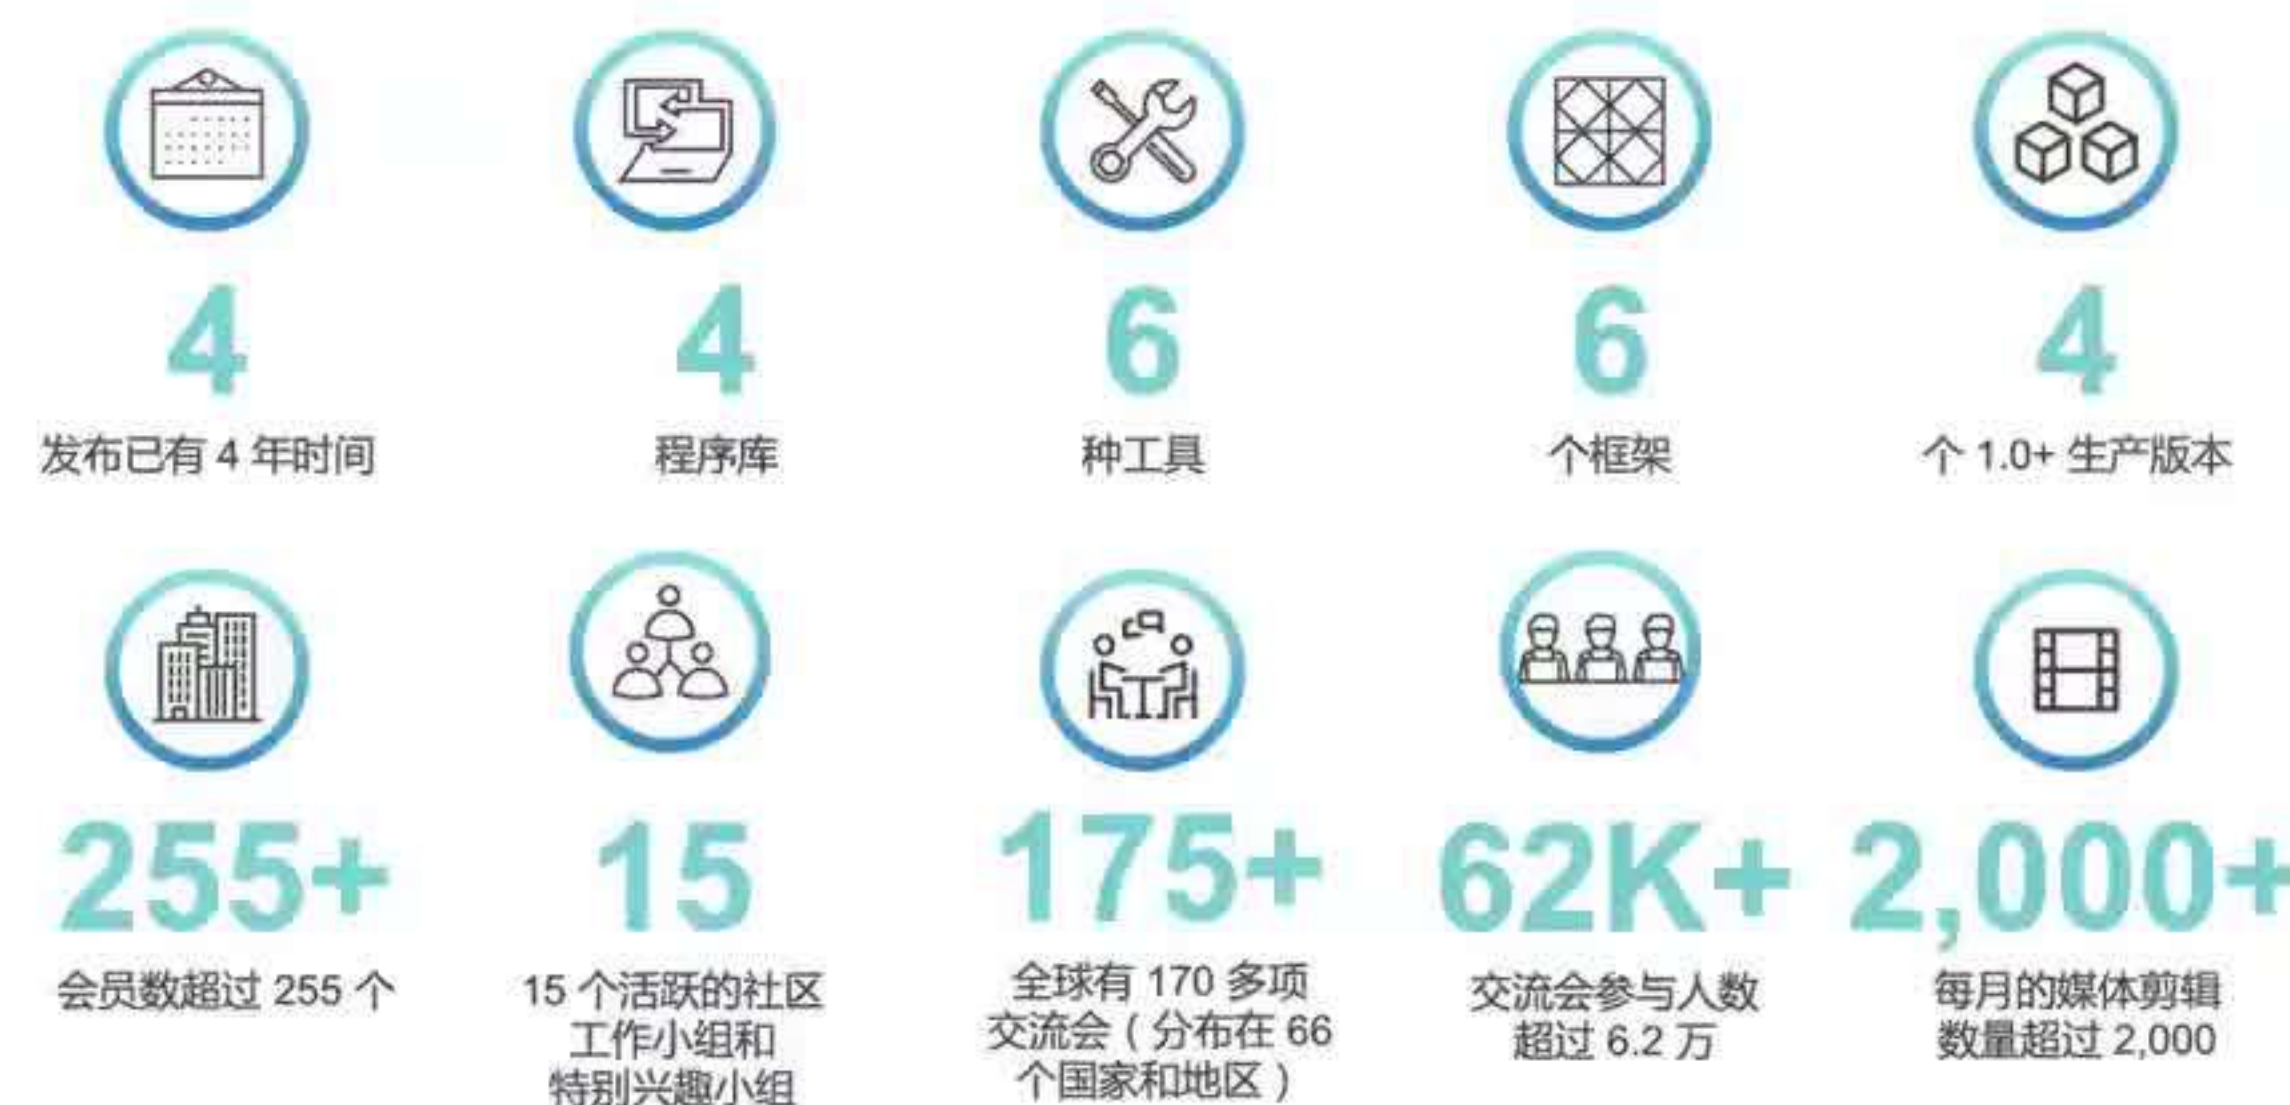 4
发布已有 4 年时间
4
程序库
6
种工具
6
个框架
4
个 1.0+ 生产版本
255+
会员数超过 255 个
15
15 个活跃的社区
工作小组和
特别兴趣小组
175+
全球有 170 多项
交流会（分布在 66
个国家和地区）
62K+
交流会参与人数
超过 6.2 万
2,000+
每月的媒体剪辑
数量超过 2,000